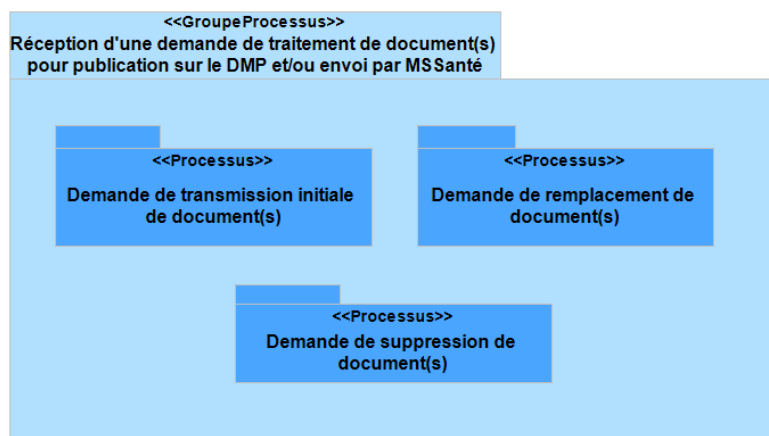 <<GroupeProcessus>>
Réception d'une demande de traitement de document(s)
pour publication sur le DMP et/ou envoi par MSSanté
<<Processus>>
Demande de transmission initiale
de document(s)
<<Processus>>
Demande de remplacement de
document(s)
<<Processus>>
Demande de suppression de
document(s)